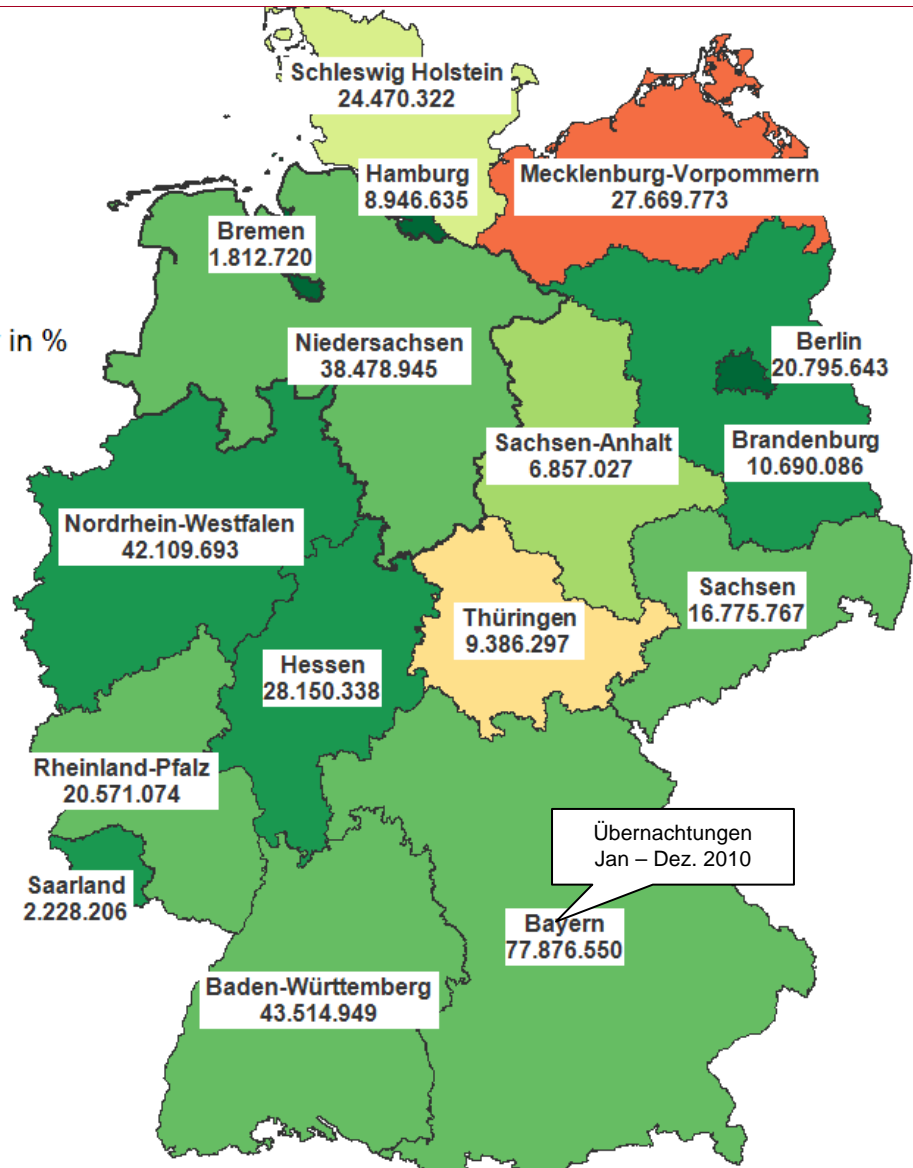 Schleswig Holstein
24.470.322
Hamburg
8.946.635
Mecklenburg-Vorpommern
27.669.773
Bremen
1.812.720
in %
Niedersachsen
38.478.945
Berlin
20.795.643
Sachsen-Anhalt
6.857.027
Brandenburg
10.690.086
Nordrhein-Westfalen
42.109.693
Sachsen
16.775.767
Thüringen
9.386.297
Hessen
28.150.338
Rheinland-Pfalz
20.571.074
Übernachtungen
Jan – Dez. 2010
Saarland
2.228.206
Bayern
77.876.550
Baden-Württemberg
43.514.949